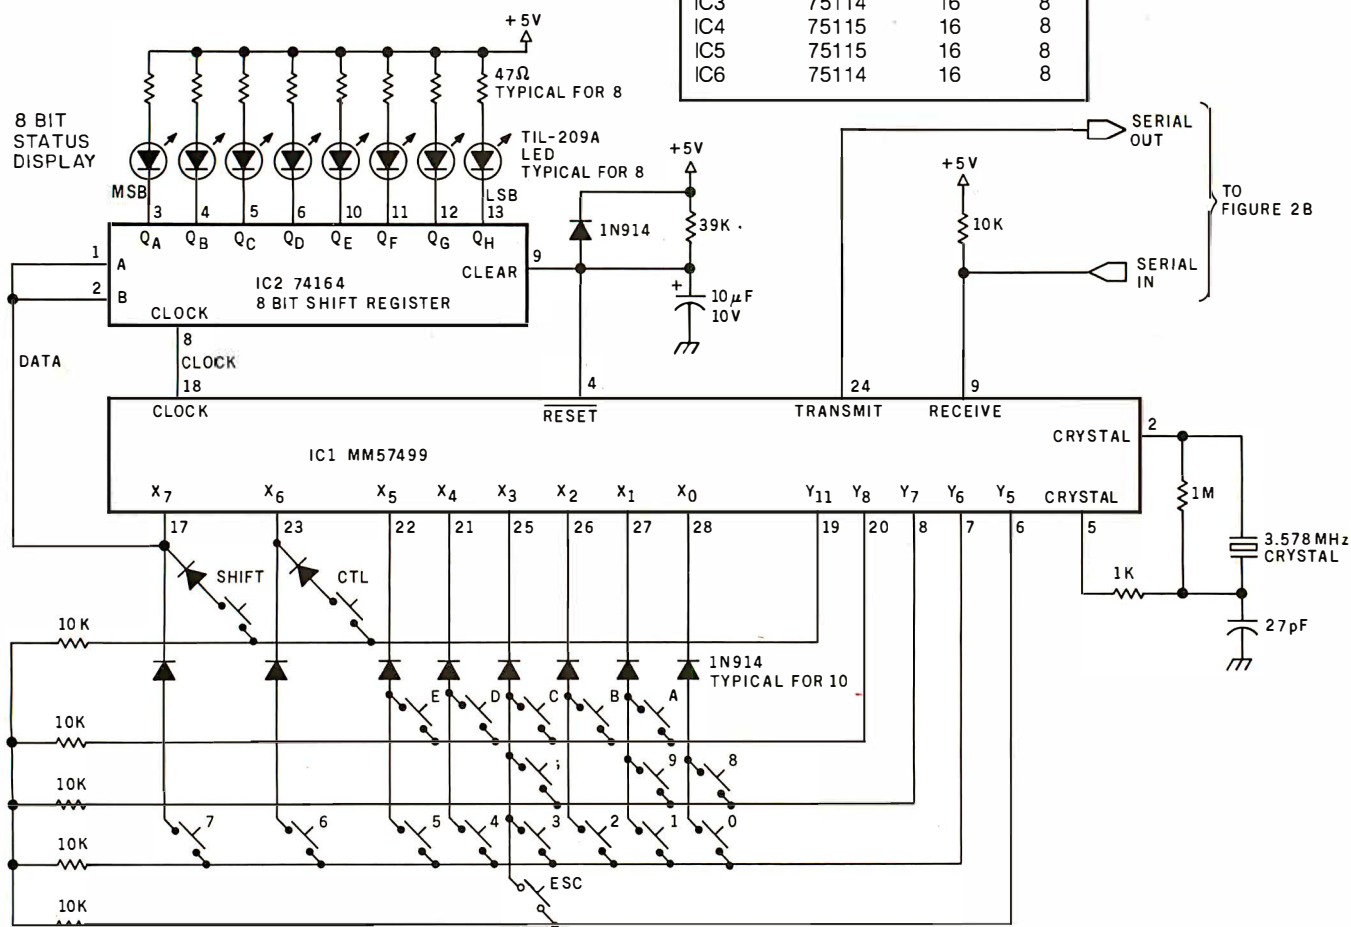 IC3 75114 16 8
IC4 75115 16 8
IC5 75115 16 8
IC6 75114 16 8
+5V
47Ω
TYPICAL FOR 8
8 BIT
STATUS
DISPLAY
TIL-209A
LED
TYPICAL FOR 8
MSB
LSB
3 4 5 6 10 11 12 13
QA QB QC QD QE QF QG QH
1 A
2 B
IC2 74164
8 BIT SHIFT REGISTER
CLEAR 9
CLOCK
8
CLOCK
18
DATA
+5V
1N914
39K
+
10µF
10V
+5V
10K
SERIAL
OUT
SERIAL
IN
TO
FIGURE 2B
4
24
9
CLOCK
RESET
TRANSMIT
RECEIVE
IC1 MM57499
CRYSTAL 2
X7 X6 X5 X4 X3 X2 X1 X0 Y11 Y8 Y7 Y6 Y5 CRYSTAL
17 23 22 21 25 26 27 28 19 20 8 7 6 5
1M
3.578MHz
CRYSTAL
1K
27pF
SHIFT
CTL
10K
1N914
TYPICAL FOR 10
E D C B A
10K
; 9 8
10K
7 6 5 4 3 2 1 0
10K
ESC
10K